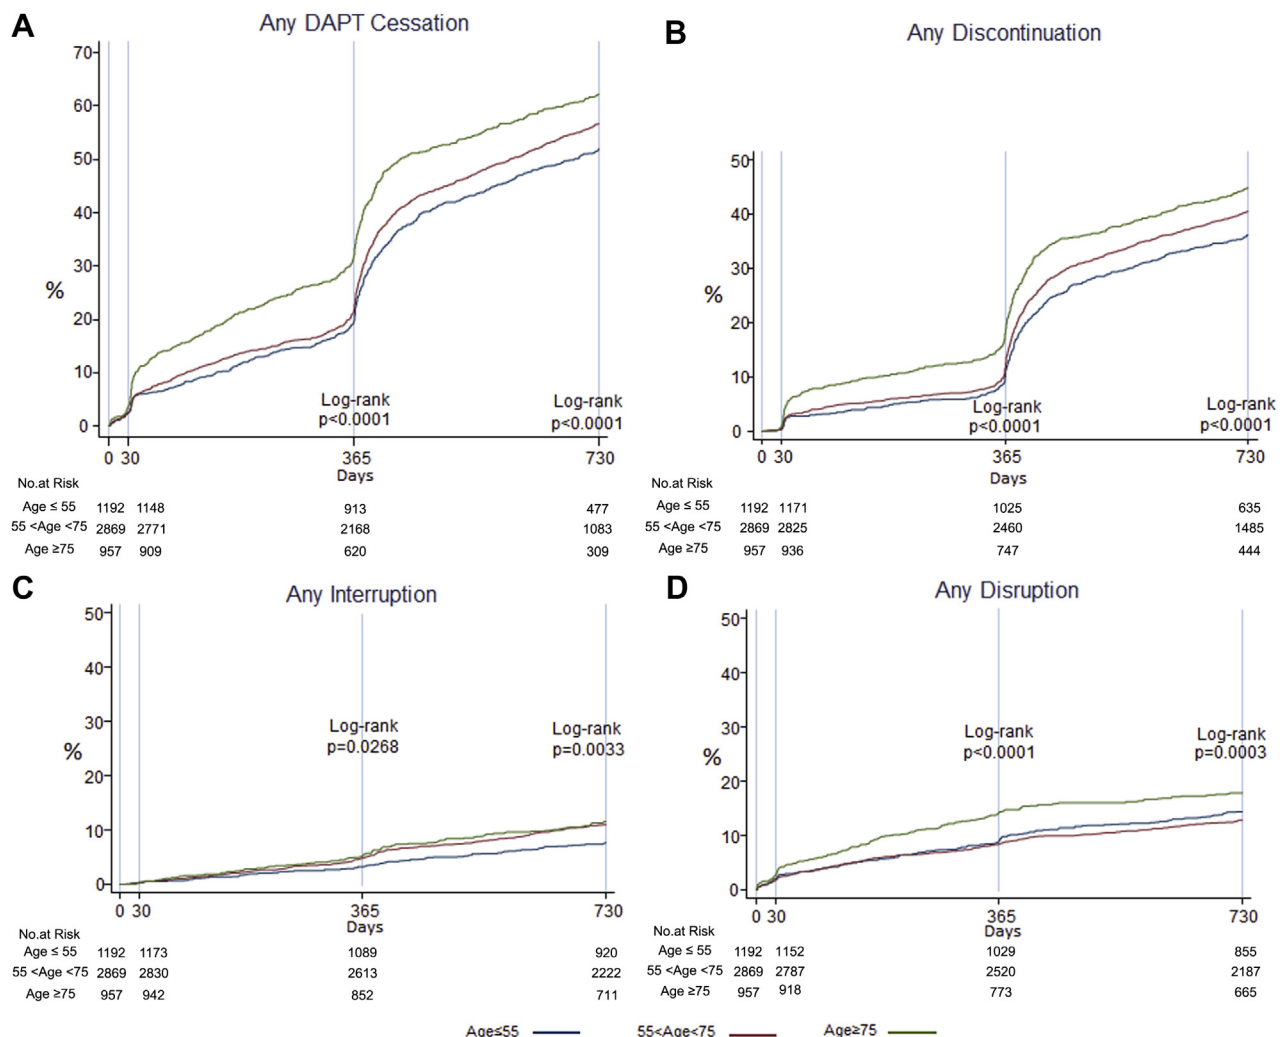 A
Any DAPT Cessation
70
60
50
40
30
20
10
0
%
Log-rank
p<0.0001
Log-rank
p<0.0001
0 30 365 730
Days
No.at Risk
Age ≤ 55 1192 1148 913 477
55 <Age <75 2869 2771 2168 1083
Age ≥75 957 909 620 309
B
Any Discontinuation
50
40
30
20
10
0
%
Log-rank
p<0.0001
Log-rank
p<0.0001
0 30 365 730
Days
No.at Risk
Age ≤ 55 1192 1171 1025 635
55 <Age <75 2869 2825 2460 1485
Age ≥75 957 936 747 444
C
Any Interruption
50
40
30
20
10
0
%
Log-rank
p=0.0268
Log-rank
p=0.0033
0 30 365 730
Days
No.at Risk
Age ≤ 55 1192 1173 1089 920
55 <Age <75 2869 2830 2613 2222
Age ≥75 957 942 852 711
D
Any Disruption
50
40
30
20
10
0
%
Log-rank
p<0.0001
Log-rank
p=0.0003
0 30 365 730
Days
No.at Risk
Age ≤ 55 1192 1152 1029 855
55 <Age <75 2869 2787 2520 2187
Age ≥75 957 918 773 665
Age≤55 55<Age<75 Age≥75